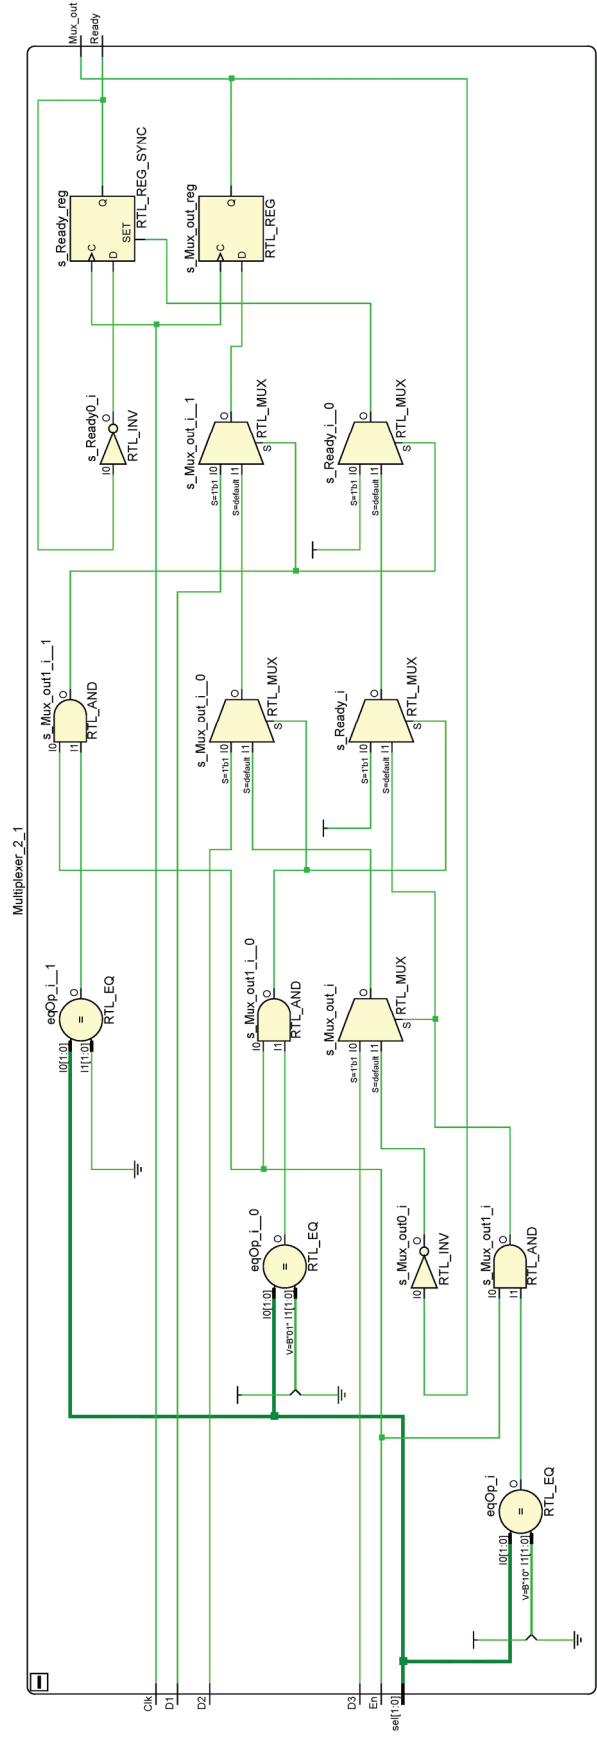 Multiplexer_2_1
Clk
D1
D2
D3
En
sel[1:0]
eqOp_i
I0[1:0]
V=B"10" I1[1:0]
=
O
RTL_EQ
eqOp_i__0
I0[1:0]
V=B"01" I1[1:0]
=
O
RTL_EQ
s_Mux_out0_i
O
RTL_INV
s_Mux_out1_i
I0
I1
O
RTL_AND
eqOp_i__1
I0[1:0]
I1[1:0]
=
O
RTL_EQ
s_Mux_out1_i__0
I0
I1
O
RTL_AND
s_Mux_out_i
S=1'b1 I0
S=default I1
O
S
RTL_MUX
s_Mux_out1_i__1
I0
I1
O
RTL_AND
s_Mux_out_i__0
S=1'b1 I0
S=default I1
O
S
RTL_MUX
s_Ready_i
S=1'b1 I0
S=default I1
O
S
RTL_MUX
s_Ready0_i
I0
O
RTL_INV
s_Mux_out_i__1
S=1'b1 I0
S=default I1
O
S
RTL_MUX
s_Ready_i__0
S=1'b1 I0
S=default I1
O
S
RTL_MUX
s_Ready_reg
C
D
SET
Q
RTL_REG_SYNC
s_Mux_out_reg
C
D
Q
RTL_REG
Mux_out
Ready